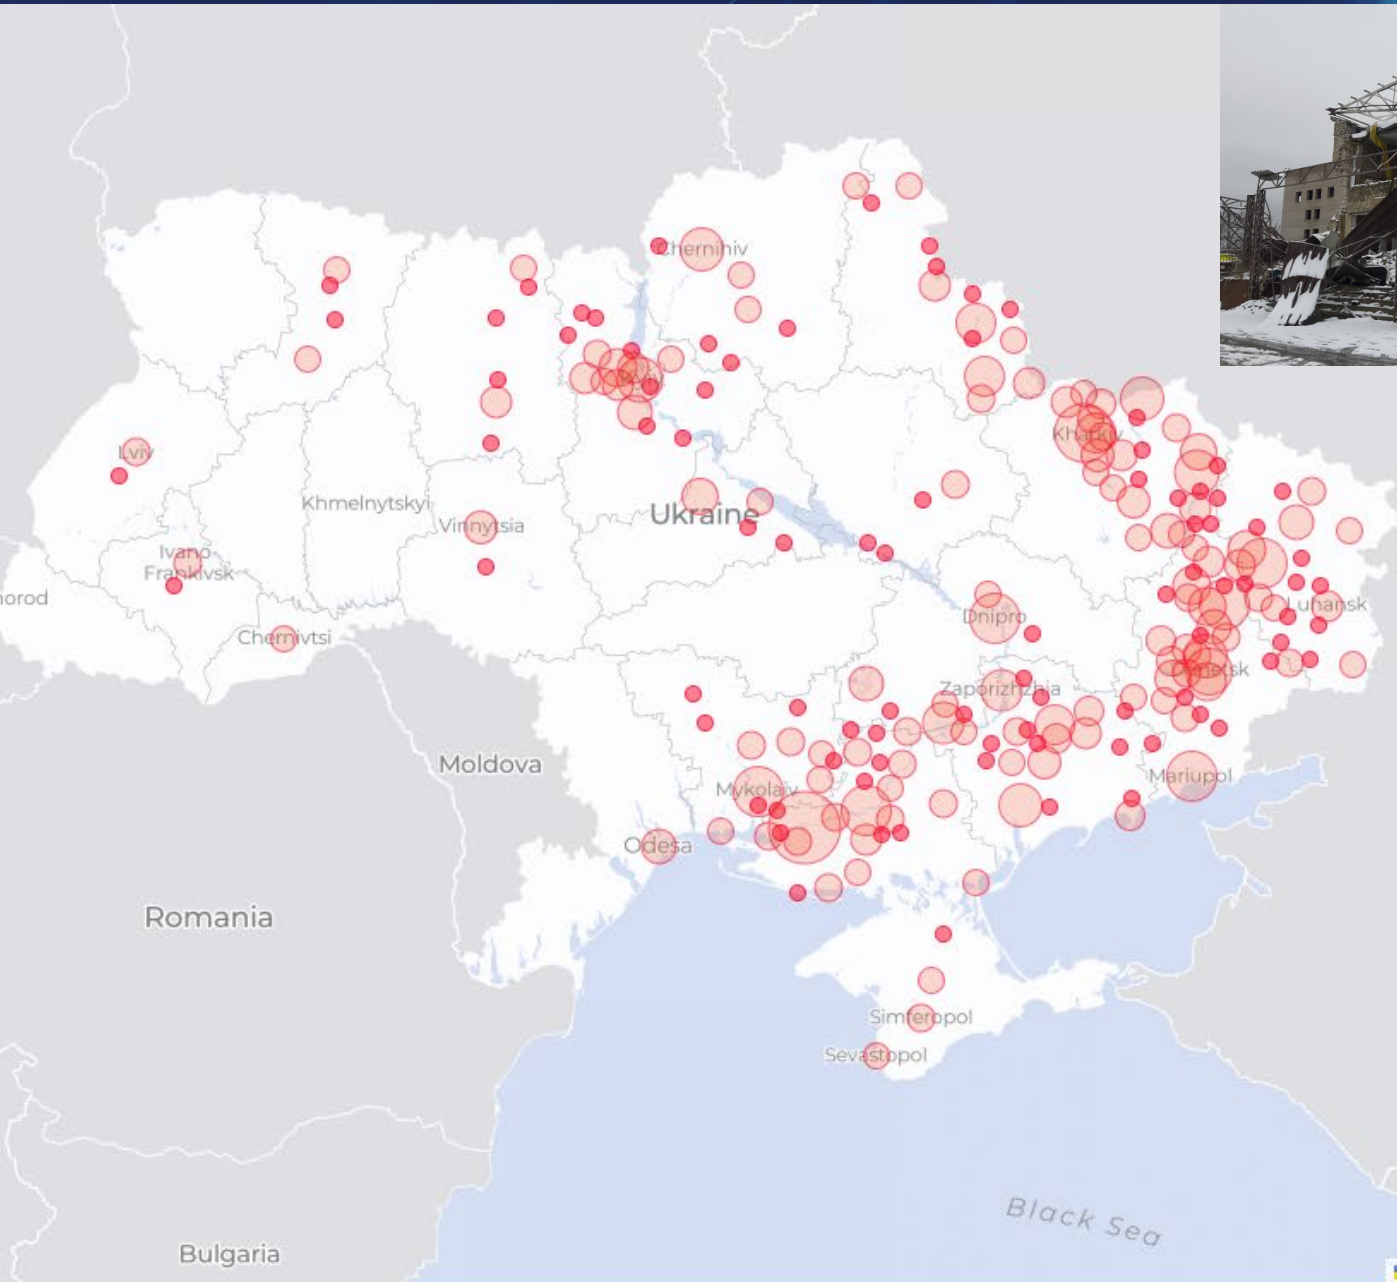 Chernihiv
Kharkiv
Lviv
Khmelnytskyi
Vinnytsia
Ukraine
Ivano-
Frankivsk
orod
Chernivtsi
Dnipro
Luhansk
Donetsk
Zaporizhzhia
Moldova
Mykolaiv
Mariupol
Odesa
Romania
Simferopol
Sevastopol
Black Sea
Bulgaria